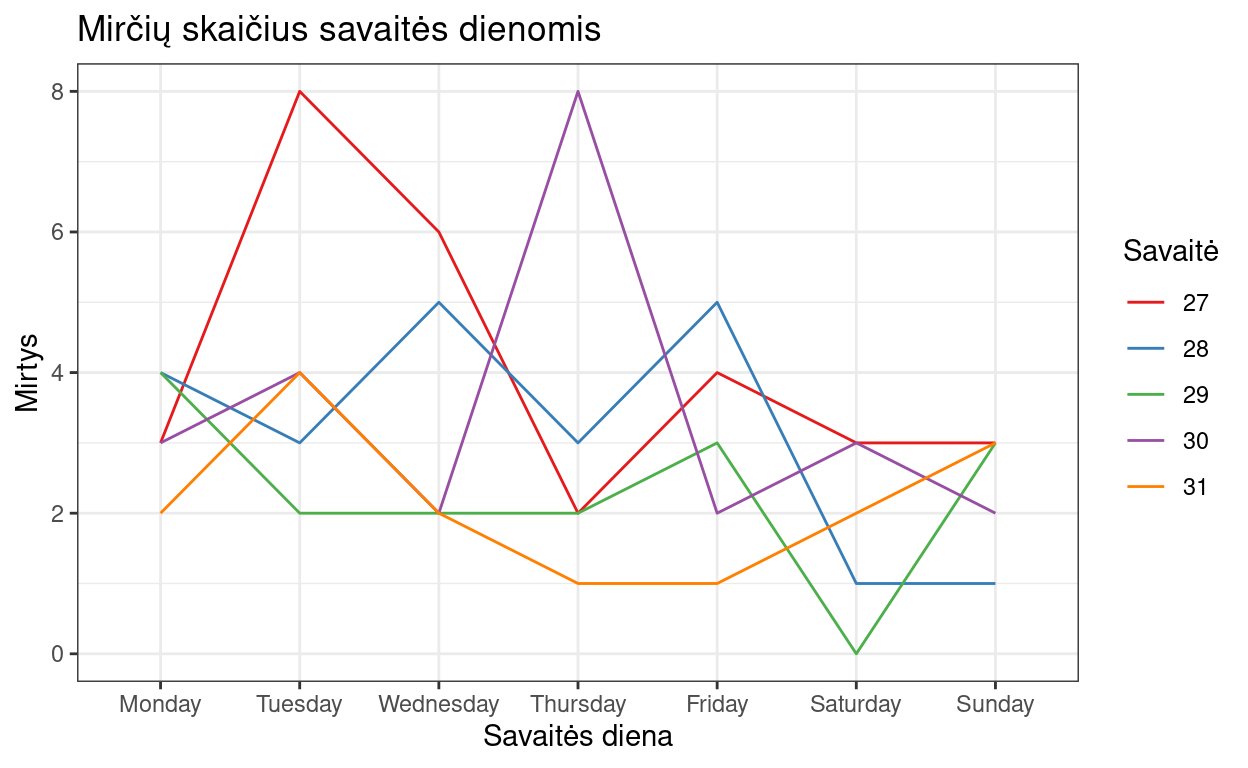 Mirčių skaičius savaitės dienomis
8
6
4
2
0
Mirtys
Monday Tuesday Wednesday Thursday Friday Saturday Sunday
Savaitės diena
Savaitė
27
28
29
30
31